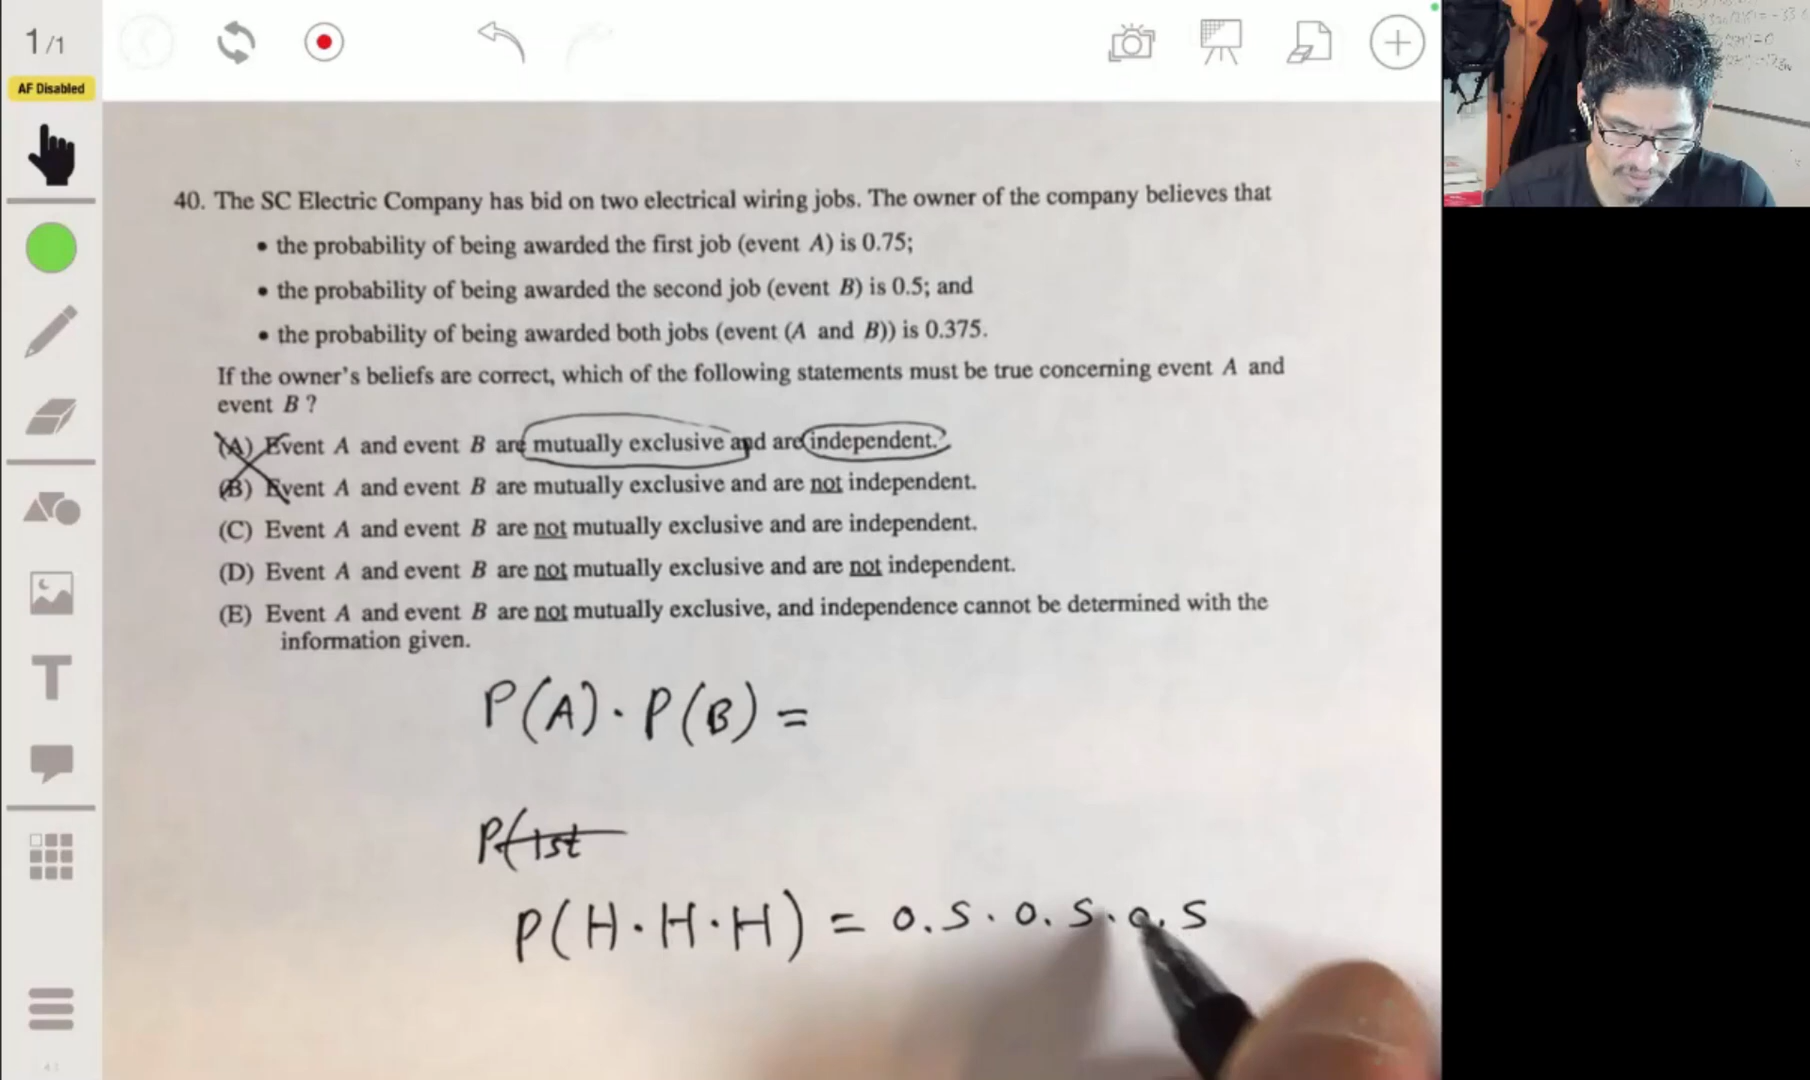 1/1
AF Disabled
40. The SC Electric Company has bid on two electrical wiring jobs. The owner of the company believes that
• the probability of being awarded the first job (event A) is 0.75;
• the probability of being awarded the second job (event B) is 0.5; and
• the probability of being awarded both jobs (event (A and B)) is 0.375.
If the owner's beliefs are correct, which of the following statements must be true concerning event A and
event B ?
(A) Event A and event B are mutually exclusive and are independent.
(B) Event A and event B are mutually exclusive and are not independent.
(C) Event A and event B are not mutually exclusive and are independent.
(D) Event A and event B are not mutually exclusive and are not independent.
(E) Event A and event B are not mutually exclusive, and independence cannot be determined with the
information given.
P(A) · P(B) =
P(1st
P(H · H · H) = 0.5 · 0.5 · 0.5